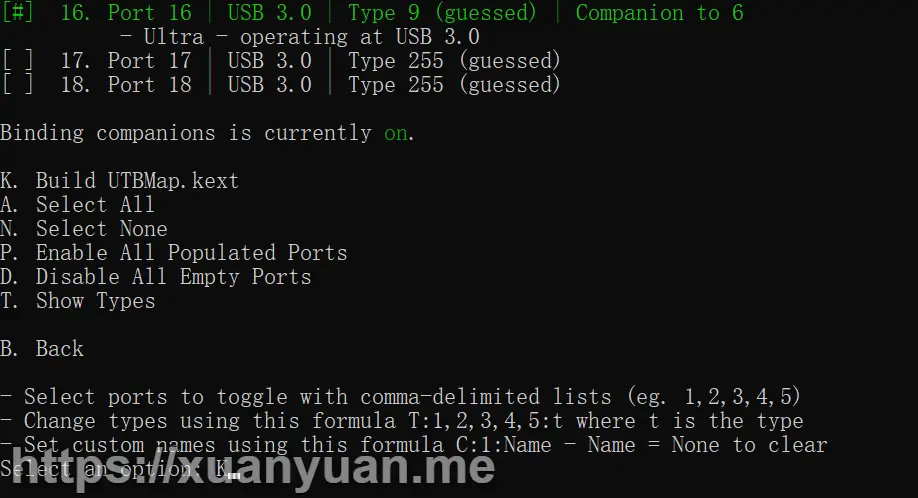 [#]  16. Port 16 | USB 3.0 | Type 9 (guessed) | Companion to 6
- Ultra - operating at USB 3.0
[ ]  17. Port 17 | USB 3.0 | Type 255 (guessed)
[ ]  18. Port 18 | USB 3.0 | Type 255 (guessed)
Binding companions is currently on.
K. Build UTBMap.kext
A. Select All
N. Select None
P. Enable All Populated Ports
D. Disable All Empty Ports
T. Show Types
B. Back
- Select ports to toggle with comma-delimited lists (eg. 1,2,3,4,5)
- Change types using this formula T:1,2,3,4,5:t where t is the type
- Set custom names using this formula C:1:Name - Name = None to clear
Select an option: K
https://xuanyuan.me